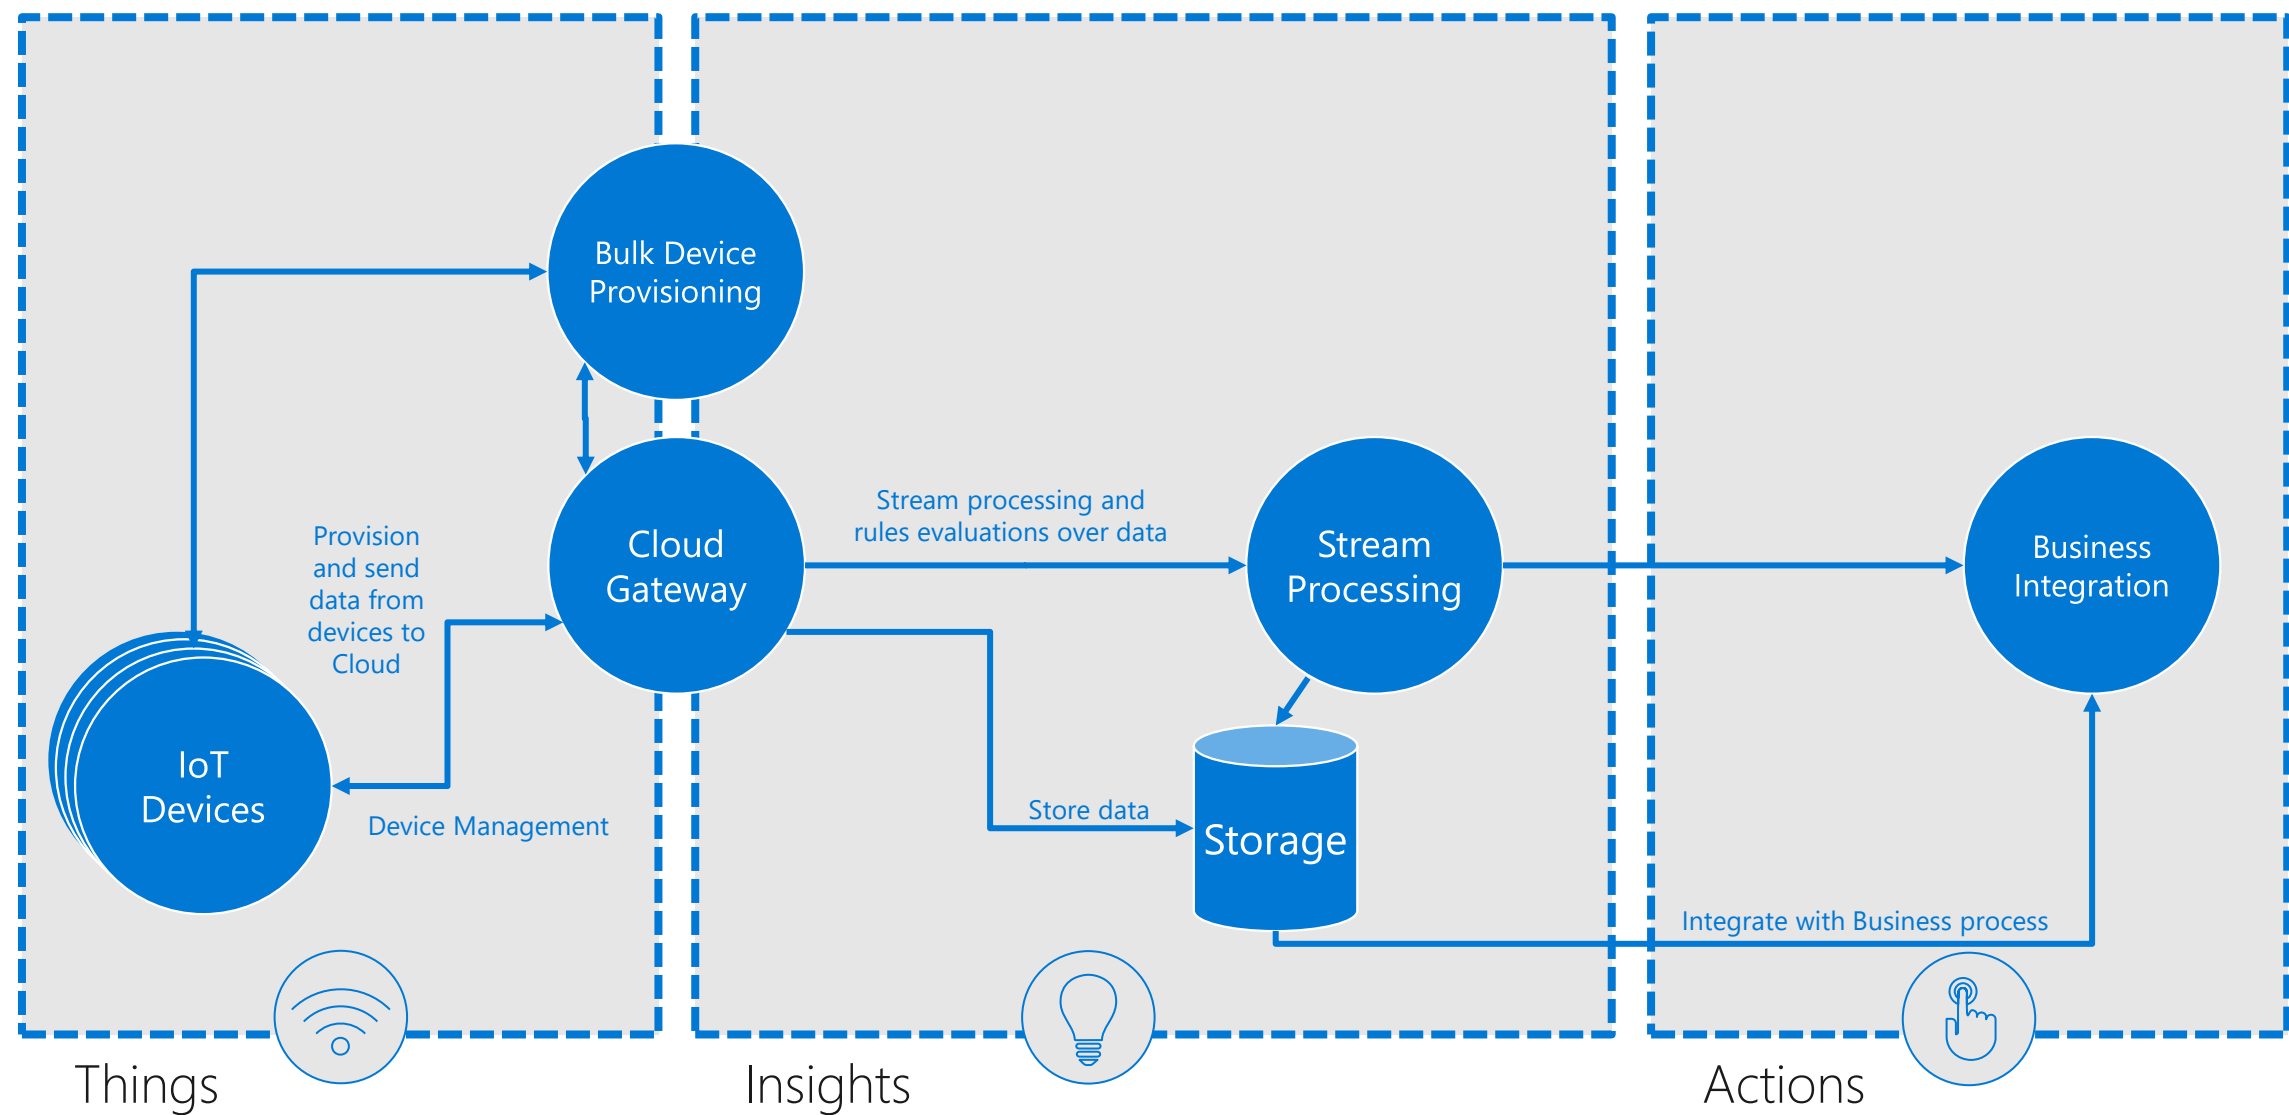 Bulk Device
Provisioning
Provision
and send
data from
devices to
Cloud
Cloud
Gateway
Stream processing and
rules evaluations over data
Stream
Processing
Business
Integration
IoT
Devices
Device Management
Store data
Storage
Integrate with Business process
Things
Insights
Actions